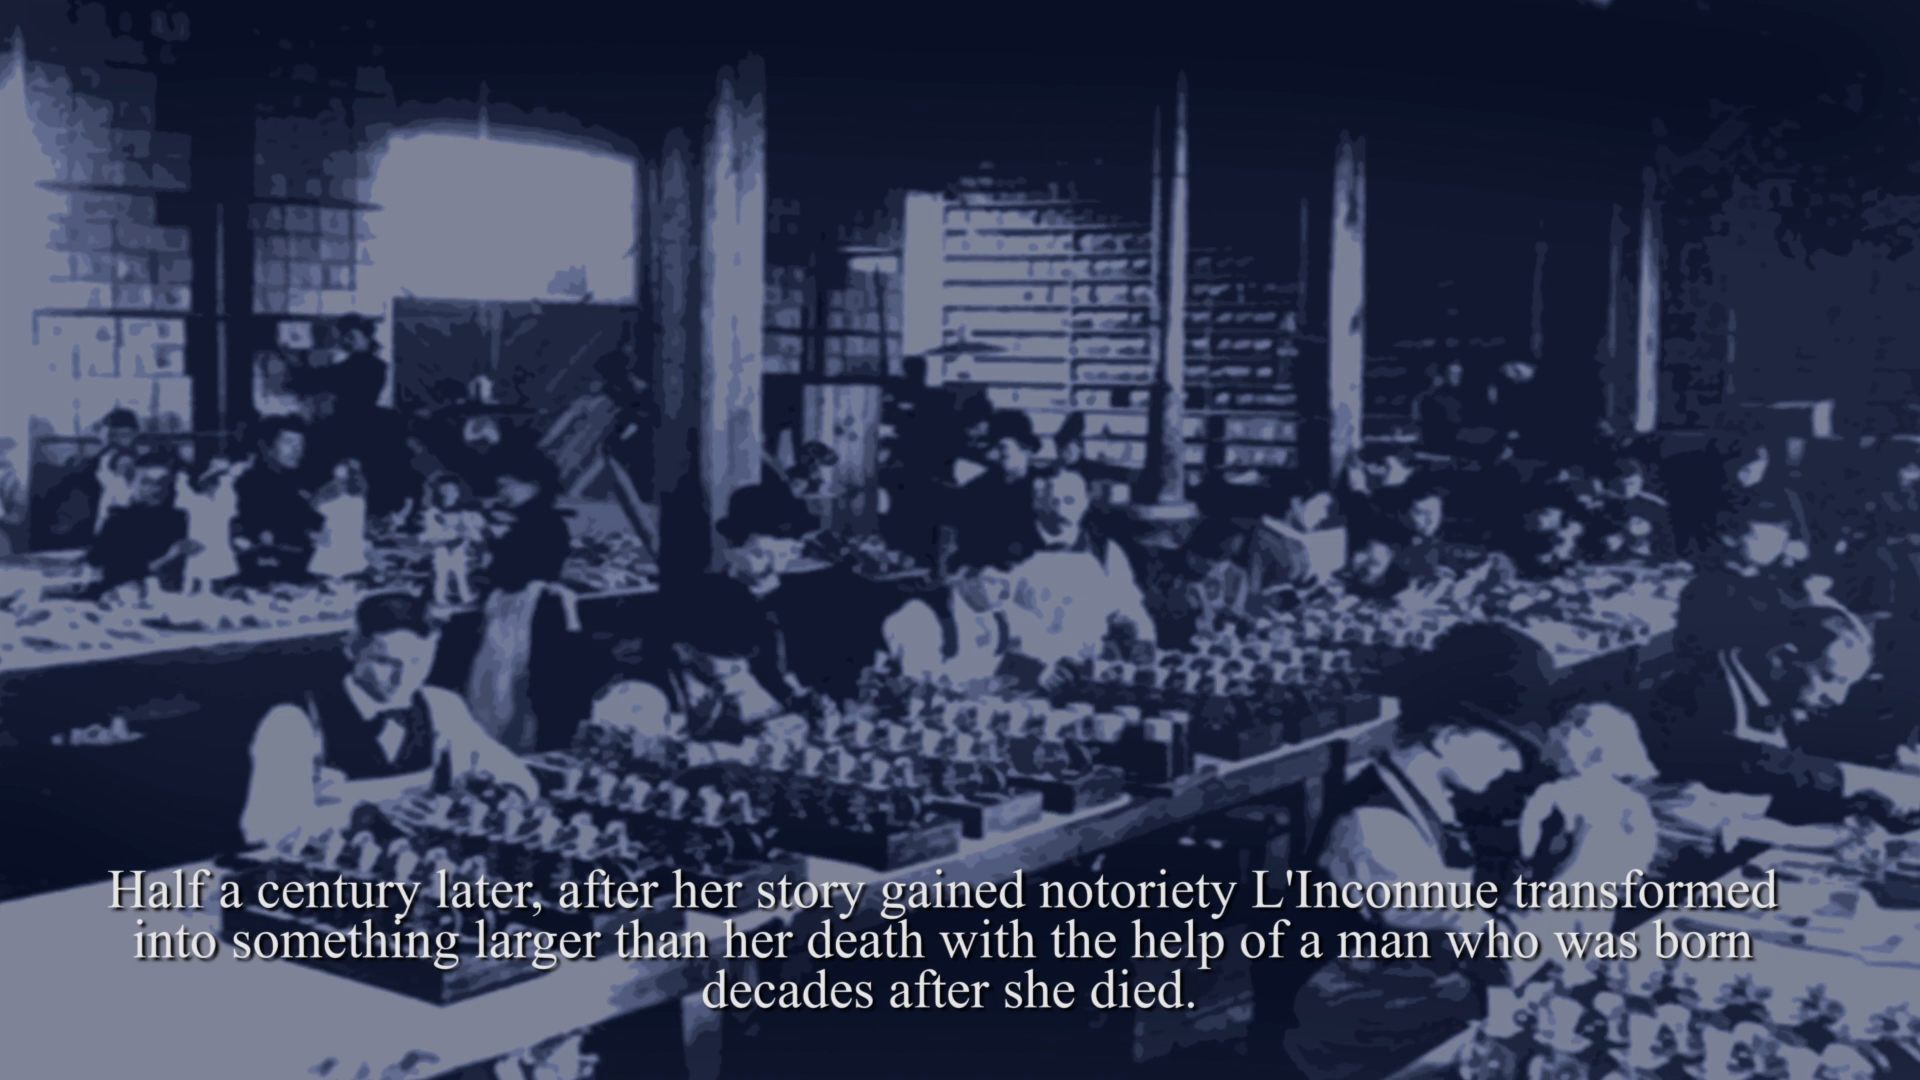 Half a century later, after her story gained notoriety L'Inconnue transformed
into something larger than her death with the help of a man who was born
decades after she died.